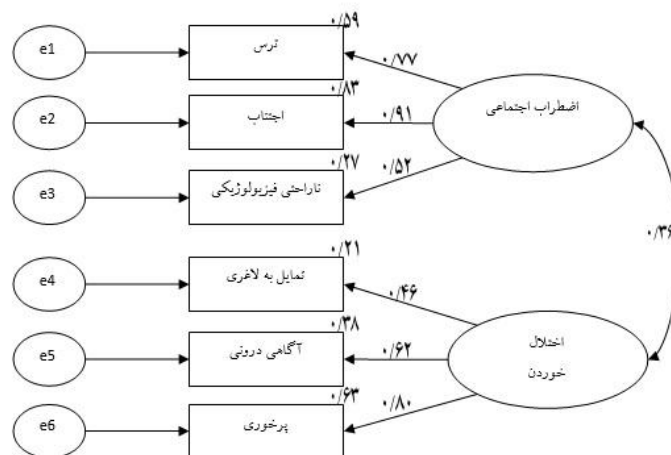 ۰/۵۹
e1
ترس
۰/۷۷
۰/۸۳
e2
اجتناب
۰/۹۱
اضطراب اجتماعی
۰/۲۷
e3
ناراحتی فیزیولوژیکی
۰/۵۲
۰/۳۶
۰/۲۱
e4
تمایل به لاغری
۰/۴۶
۰/۳۸
e5
آگاهی درونی
۰/۶۲
اختلال
خوردن
۰/۶۳
e6
پرخوری
۰/۸۰